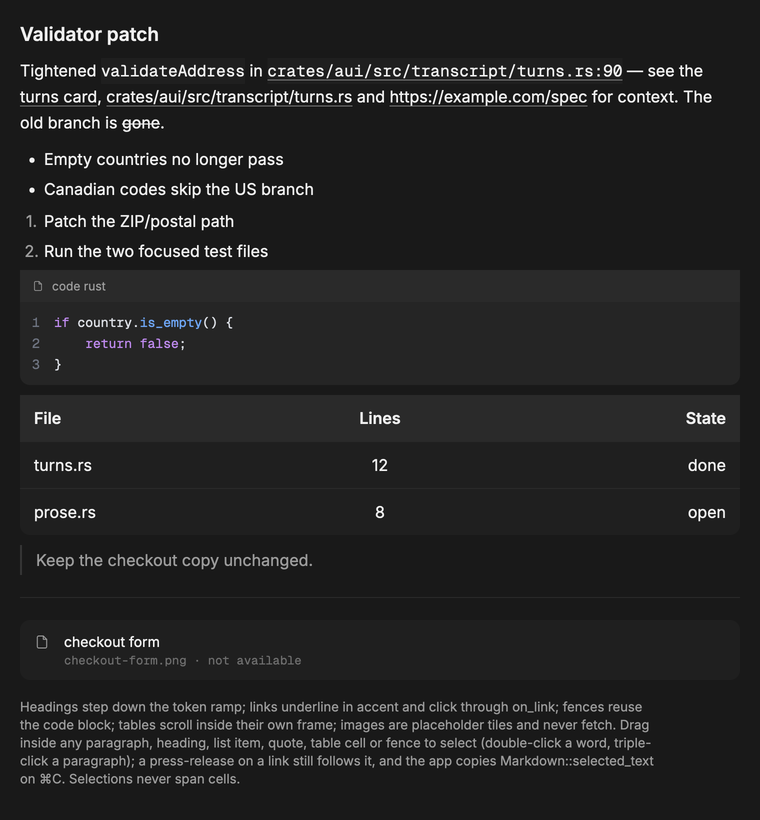 Validator patch
Tightened validateAddress in crates/aui/src/transcript/turns.rs:90 — see the
turns card, crates/aui/src/transcript/turns.rs and https://example.com/spec for context. The
old branch is gone.
• Empty countries no longer pass
• Canadian codes skip the US branch
1. Patch the ZIP/postal path
2. Run the two focused test files
code rust
1 if country.is_empty() {
2     return false;
3 }
File Lines State
turns.rs 12 done
prose.rs 8 open
Keep the checkout copy unchanged.
checkout form
checkout-form.png · not available
Headings step down the token ramp; links underline in accent and click through on_link; fences reuse
the code block; tables scroll inside their own frame; images are placeholder tiles and never fetch. Drag
inside any paragraph, heading, list item, quote, table cell or fence to select (double-click a word, triple-
click a paragraph); a press-release on a link still follows it, and the app copies Markdown::selected_text
on ⌘C. Selections never span cells.